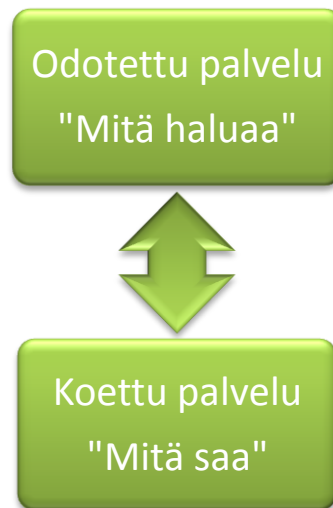 Odotettu palvelu
"Mitä haluaa"
Koettu palvelu
"Mitä saa"